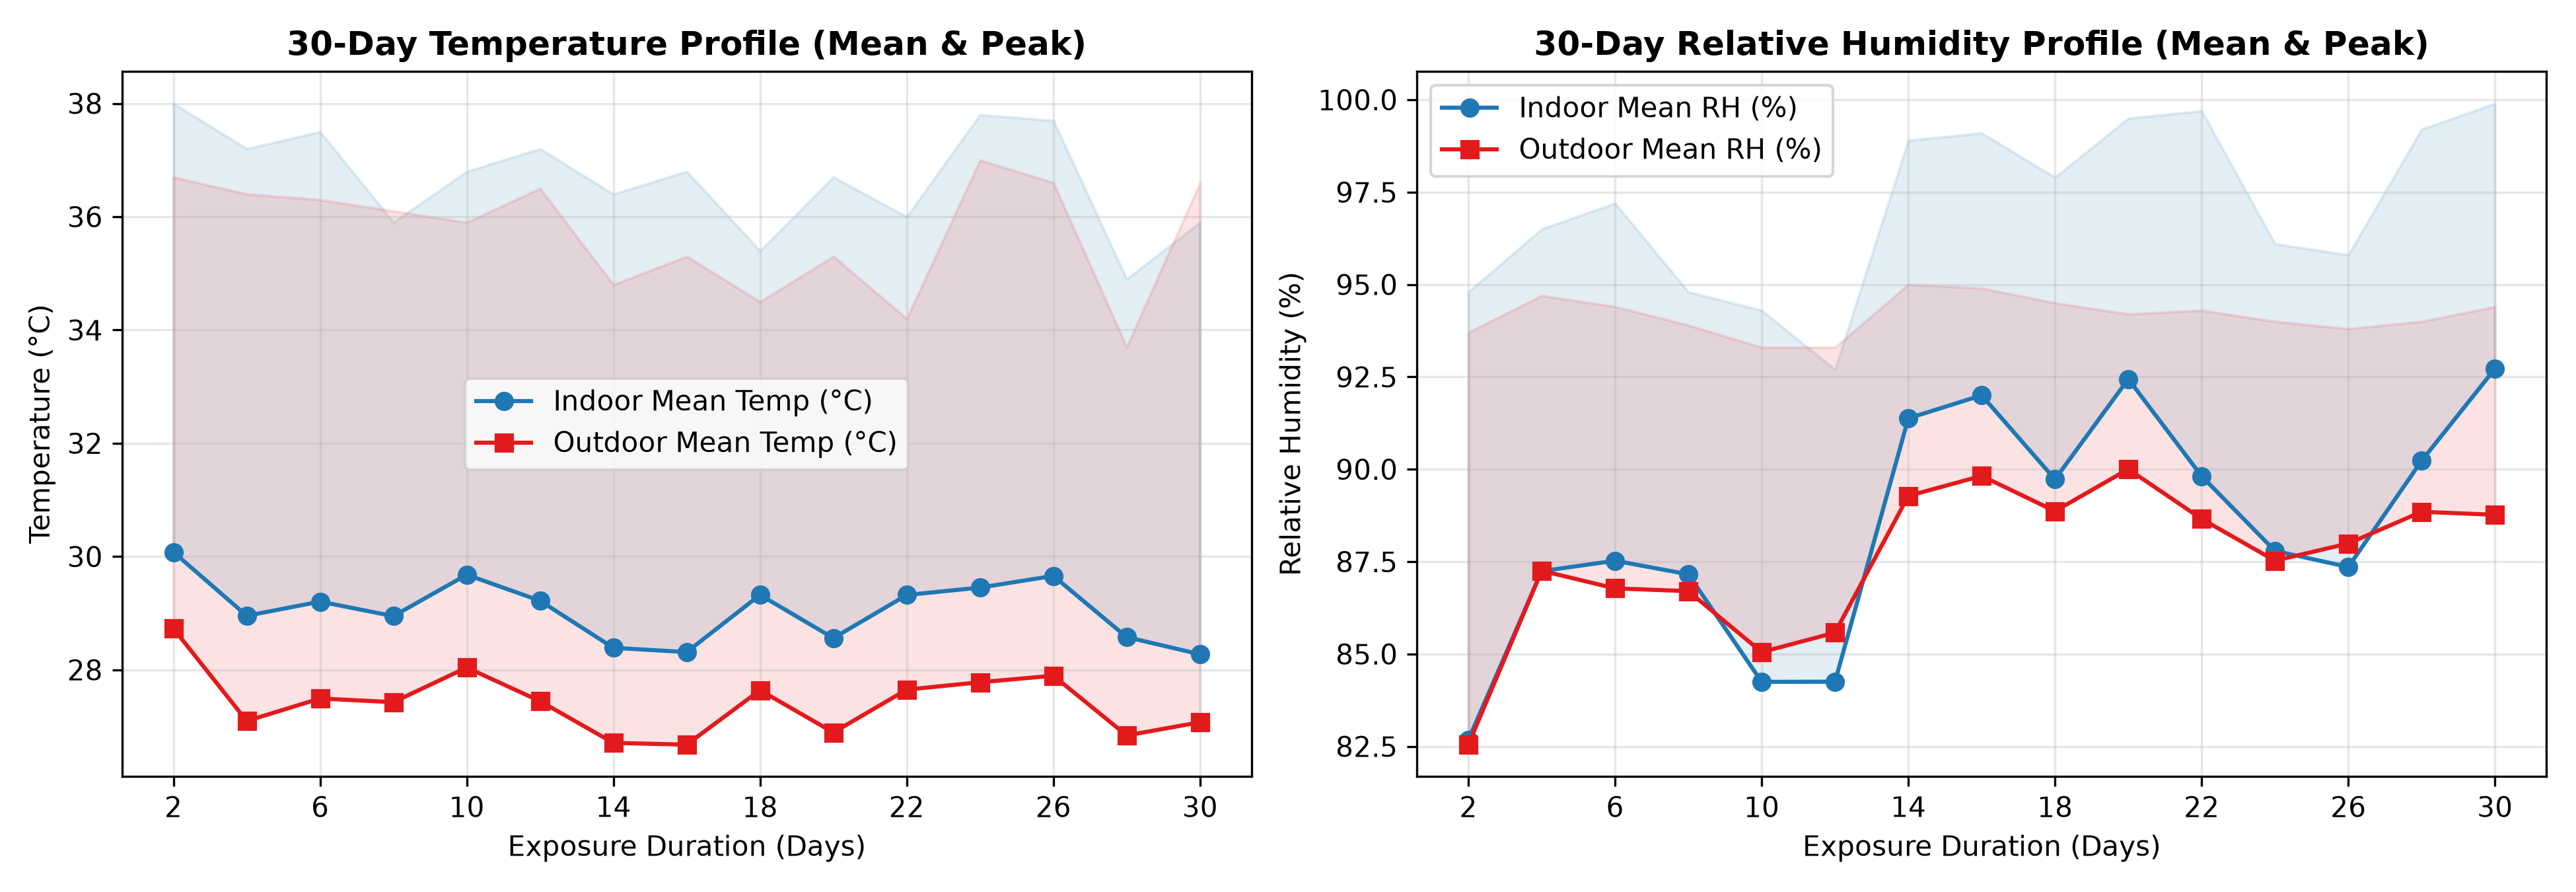 30-Day Temperature Profile (Mean & Peak)
Temperature (°C)
38
36
34
32
30
28
Indoor Mean Temp (°C)
Outdoor Mean Temp (°C)
2 6 10 14 18 22 26 30
Exposure Duration (Days)
30-Day Relative Humidity Profile (Mean & Peak)
Relative Humidity (%)
100.0
97.5
95.0
92.5
90.0
87.5
85.0
82.5
Indoor Mean RH (%)
Outdoor Mean RH (%)
2 6 10 14 18 22 26 30
Exposure Duration (Days)